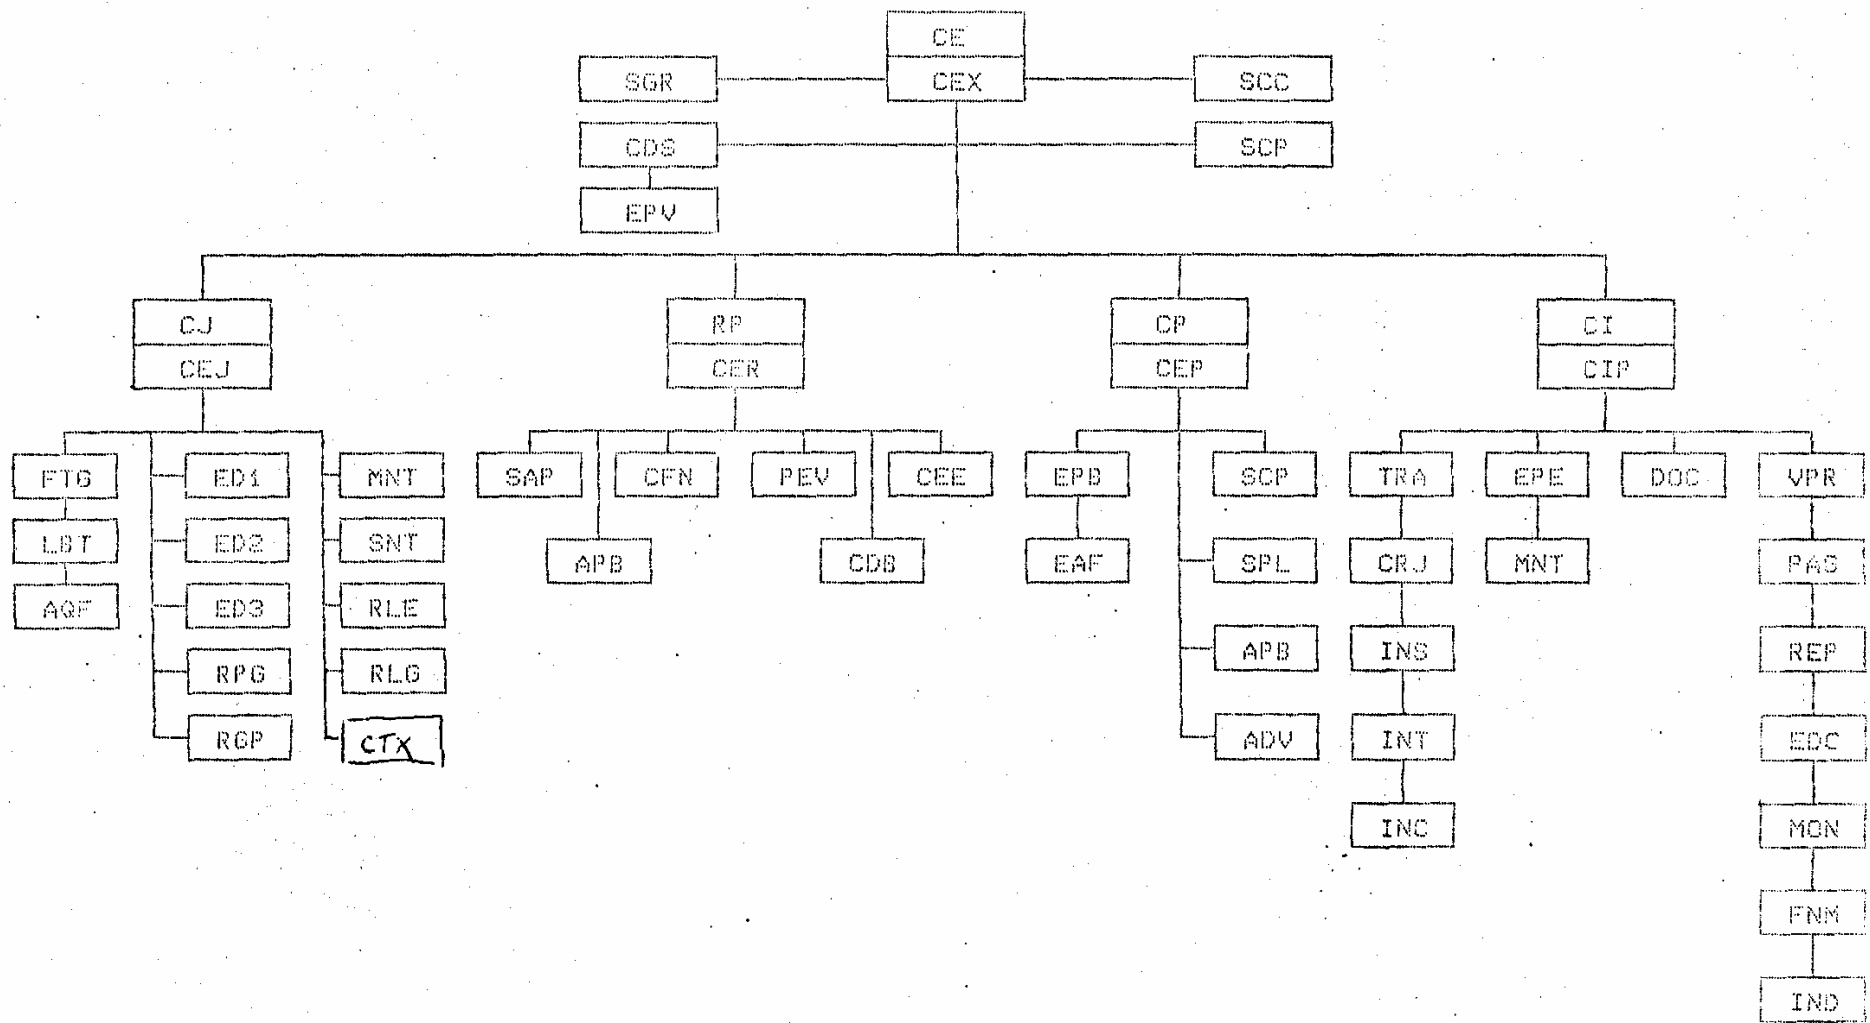 CE
SGR CEX SCC
CDS SCP
EPV
CJ RP CP CI
CEJ CER CEP CIP
FTG ED1 MNT SAP CFN PEV CEE EPB SCP TRA EPE DOC VPR
LBT ED2 SNT APB CDB EAF SPL CRJ MNT PAS
AQF ED3 RLE
RPG RLG APB INS REP
RGP CTX ADV INT EDC
INC MON
FNM
IND